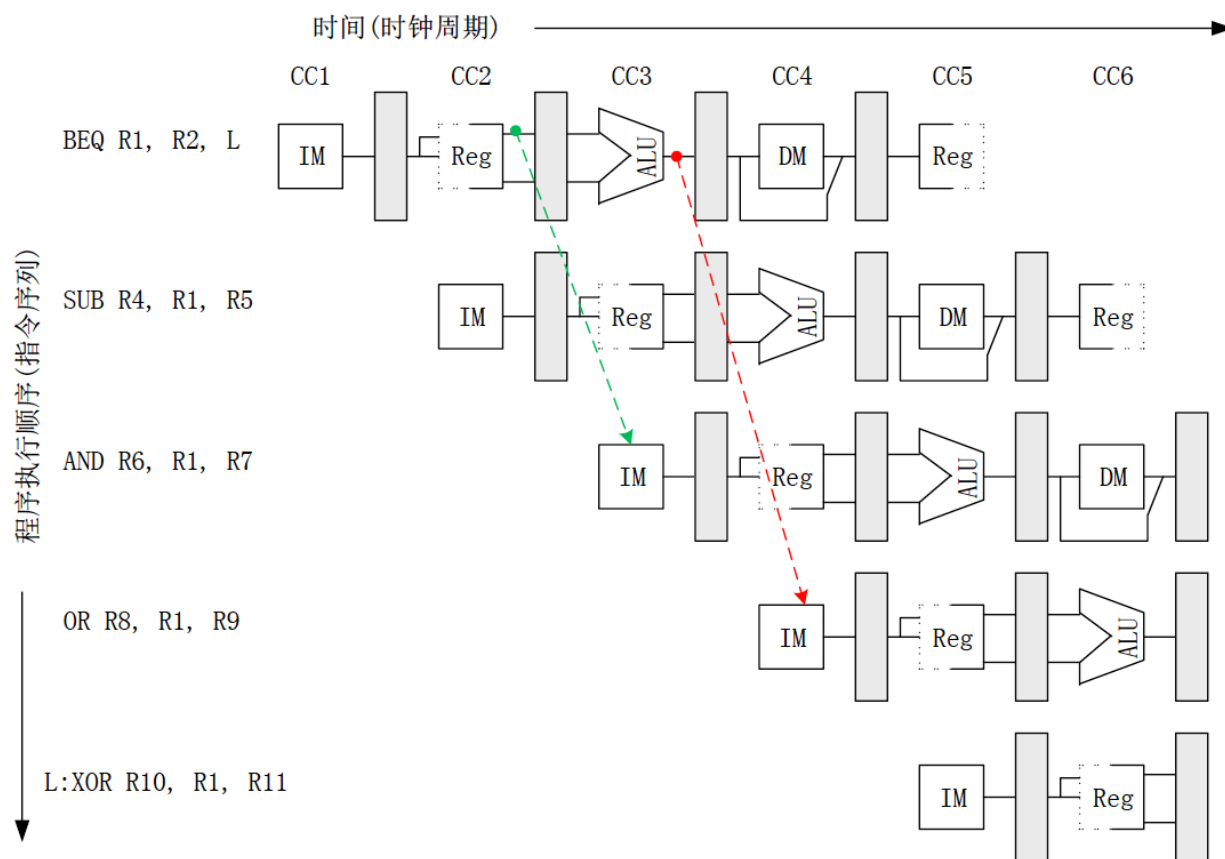 时间(时钟周期)
CC1 CC2 CC3 CC4 CC5 CC6
程序执行顺序(指令序列)
BEQ R1, R2, L
IM Reg ALU DM Reg
SUB R4, R1, R5
IM Reg ALU DM Reg
AND R6, R1, R7
IM Reg ALU DM
OR R8, R1, R9
IM Reg ALU
L:XOR R10, R1, R11
IM Reg